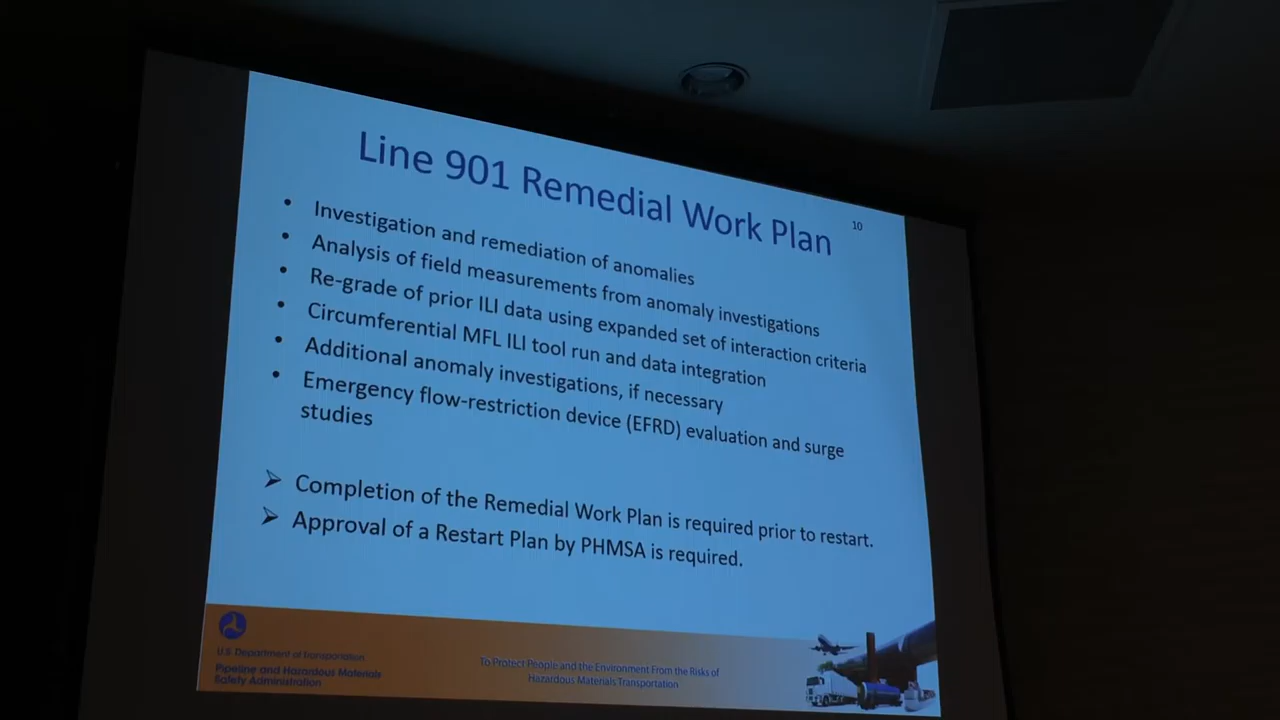 Line 901 Remedial Work Plan
10
• Investigation and remediation of anomalies
• Analysis of field measurements from anomaly investigations
• Re-grade of prior ILI data using expanded set of interaction criteria
• Circumferential MFL ILI tool run and data integration
• Additional anomaly investigations, if necessary
• Emergency flow-restriction device (EFRD) evaluation and surge
studies
➢ Completion of the Remedial Work Plan is required prior to restart.
➢ Approval of a Restart Plan by PHMSA is required.
U.S. Department of Transportation
Pipeline and Hazardous Materials
Safety Administration
To Protect People and the Environment From the Risks of
Hazardous Materials Transportation